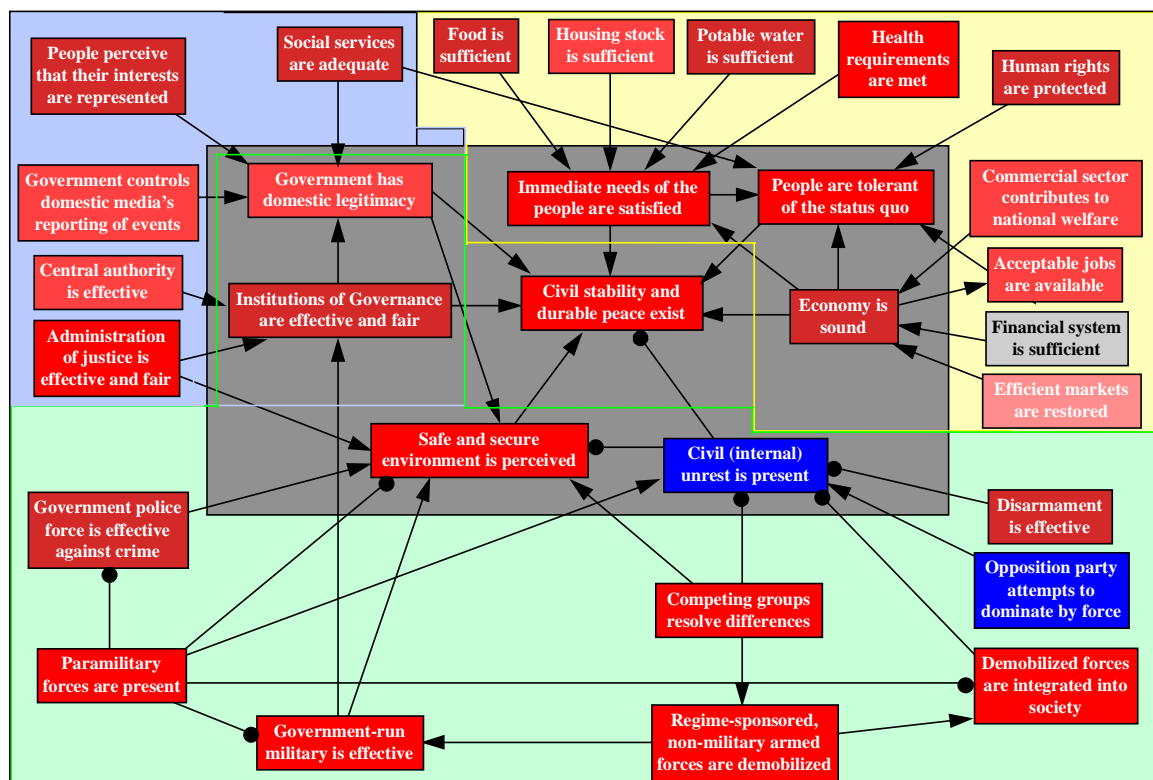 People perceive
that their interests
are represented
Social services
are adequate
Food is
sufficient
Housing stock
is sufficient
Potable water
is sufficient
Health
requirements
are met
Human rights
are protected
Government controls
domestic media's
reporting of events
Government has
domestic legitimacy
Immediate needs of the
people are satisfied
People are tolerant
of the status quo
Commercial sector
contributes to
national welfare
Central authority
is effective
Institutions of Governance
are effective and fair
Civil stability and
durable peace exist
Economy is
sound
Acceptable jobs
are available
Administration
of justice is
effective and fair
Financial system
is sufficient
Efficient markets
are restored
Safe and secure
environment is perceived
Civil (internal)
unrest is present
Government police
force is effective
against crime
Disarmament
is effective
Opposition party
attempts to
dominate by force
Competing groups
resolve differences
Paramilitary
forces are present
Demobilized forces
are integrated into
society
Government-run
military is effective
Regime-sponsored,
non-military armed
forces are demobilized